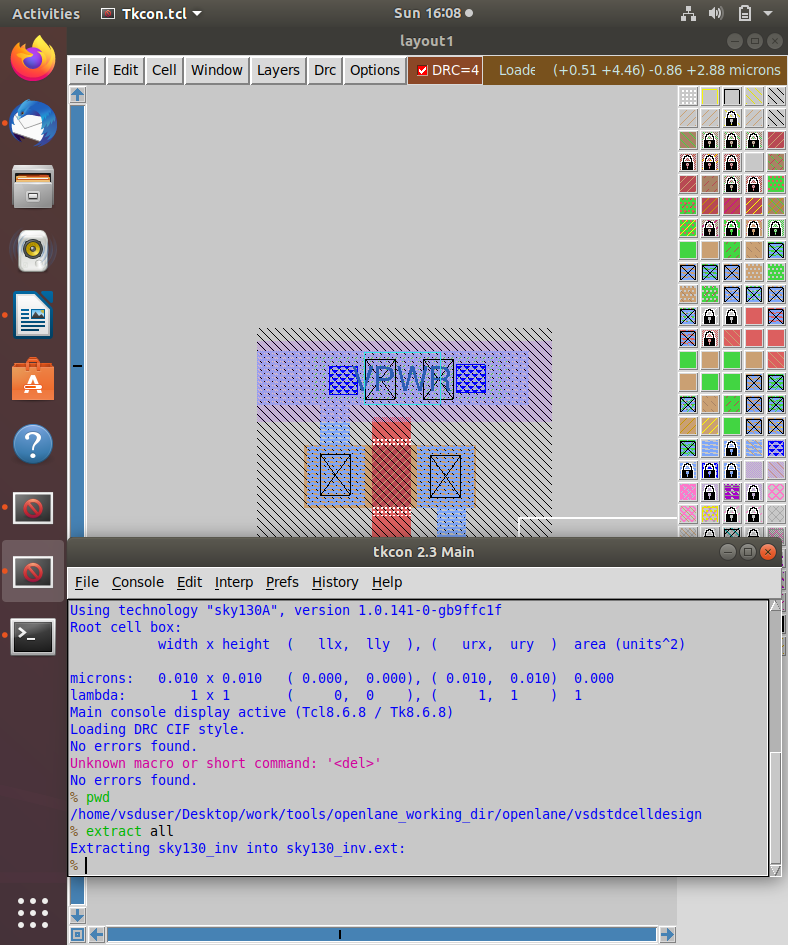 Activities Tkcon.tcl Sun 16:08
layout1
File Edit Cell Window Layers Drc Options DRC=4 Loade (+0.51 +4.46) -0.86 +2.88 microns
VPWR
tkcon 2.3 Main
File Console Edit Interp Prefs History Help
Using technology "sky130A", version 1.0.141-0-gb9ffc1f
Root cell box:
width x height ( llx, lly ), ( urx, ury ) area (units^2)
microns: 0.010 x 0.010 ( 0.000, 0.000), ( 0.010, 0.010) 0.000
lambda: 1 x 1 ( 0, 0 ), ( 1, 1 ) 1
Main console display active (Tcl8.6.8 / Tk8.6.8)
Loading DRC CIF style.
No errors found.
Unknown macro or short command: '<del>'
No errors found.
% pwd
/home/vsduser/Desktop/work/tools/openlane_working_dir/openlane/vsdstdcelldesign
% extract all
Extracting sky130_inv into sky130_inv.ext:
%